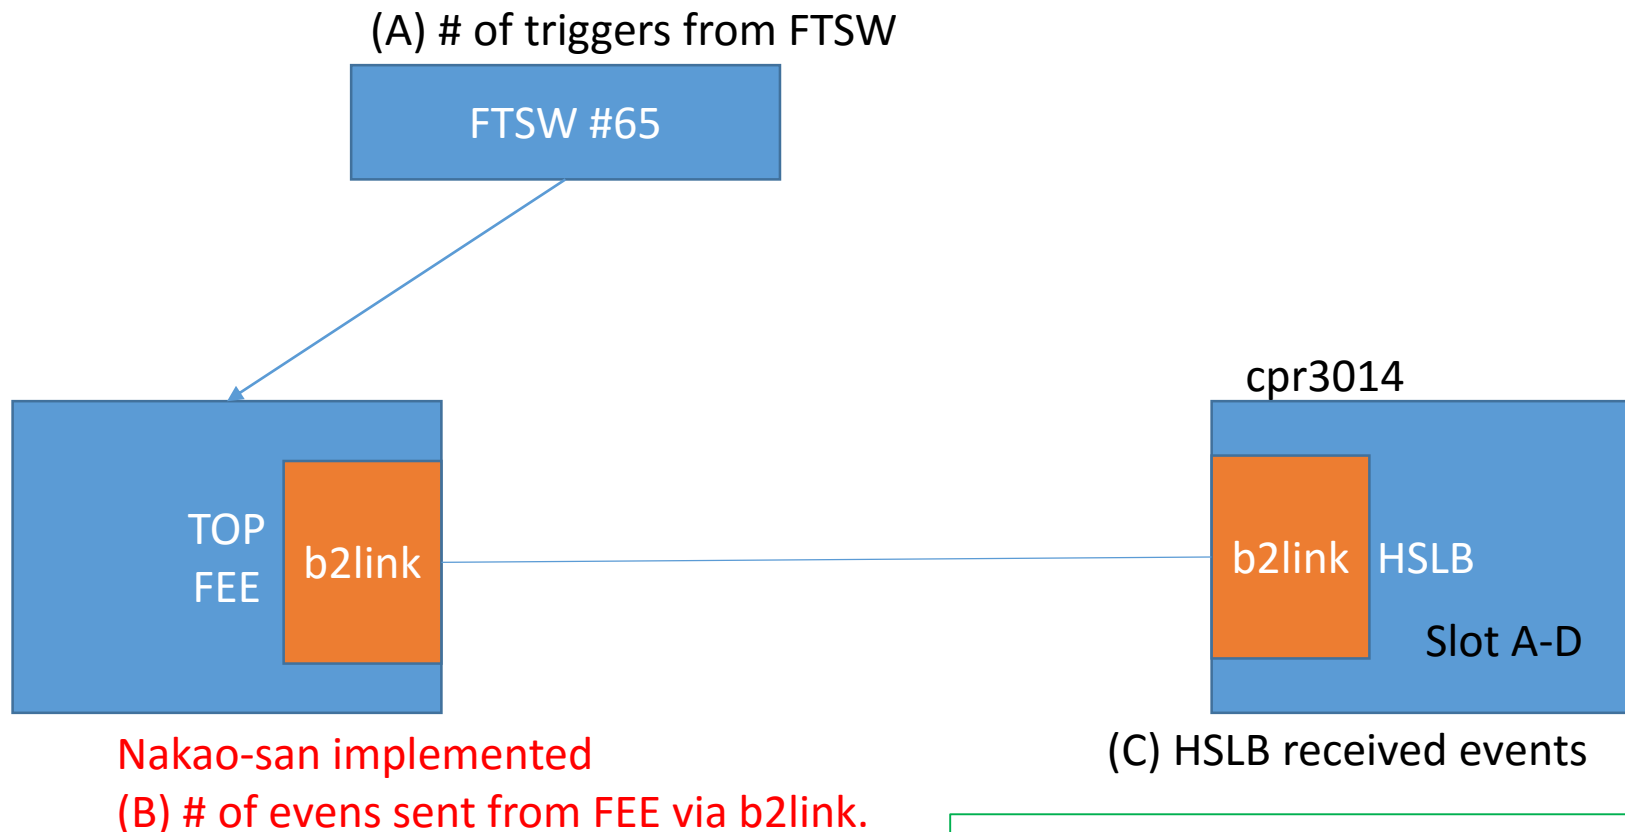 (A) # of triggers from FTSW
FTSW #65
cpr3014
TOP
FEE
b2link
b2link
HSLB
Slot A-D
Nakao-san implemented
(B) # of evens sent from FEE via b2link.
(C) HSLB received events